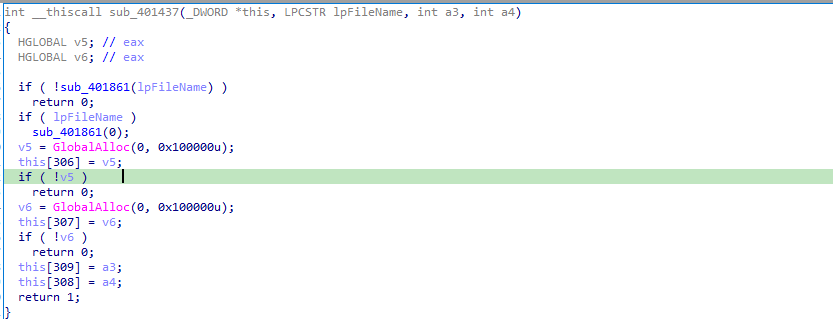 int __thiscall sub_401437(_DWORD *this, LPCSTR lpFileName, int a3, int a4)
{
  HGLOBAL v5; // eax
  HGLOBAL v6; // eax

  if ( !sub_401861(lpFileName) )
    return 0;
  if ( lpFileName )
    sub_401861(0);
  v5 = GlobalAlloc(0, 0x100000u);
  this[306] = v5;
  if ( !v5 )
    return 0;
  v6 = GlobalAlloc(0, 0x100000u);
  this[307] = v6;
  if ( !v6 )
    return 0;
  this[309] = a3;
  this[308] = a4;
  return 1;
}